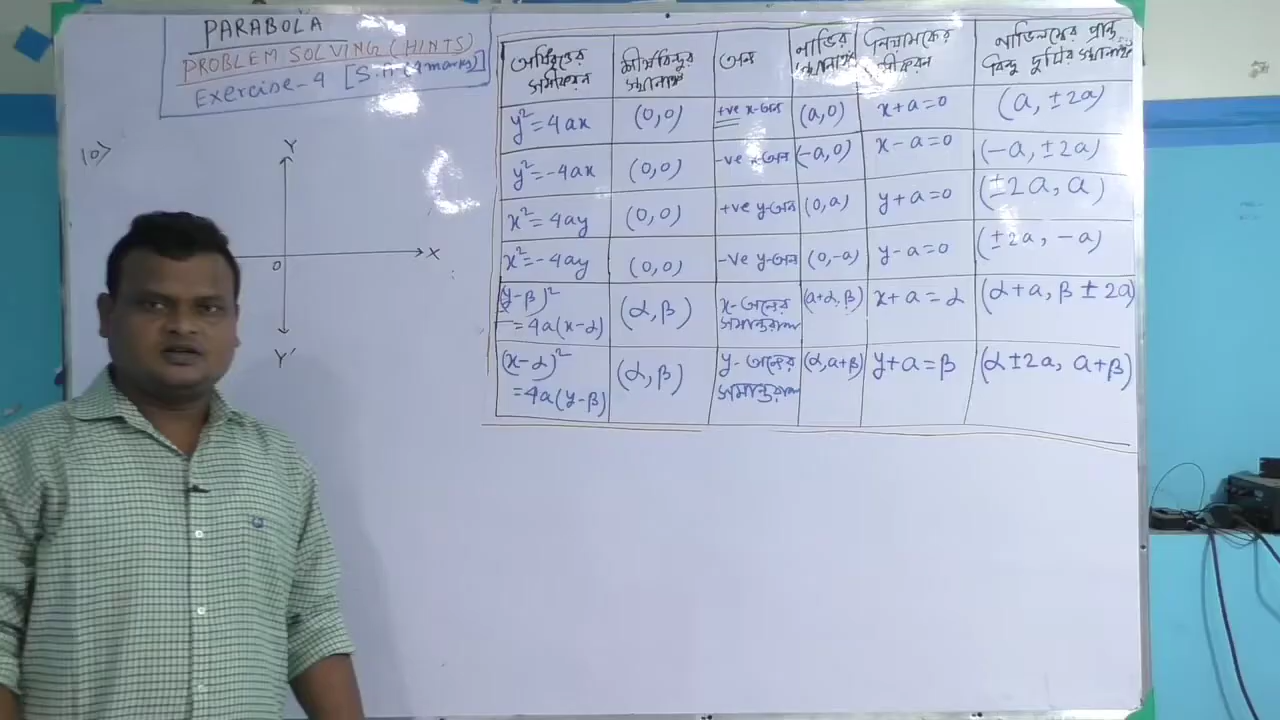 PARABOLA
PROBLEM SOLVING (HINTS)
Exercise-4 [S.A (4 marks)]
10>
Y
X
O
Y'
অধিবৃত্তের সমীকরণ
শীর্ষবিন্দুর স্থানাঙ্ক
অক্ষ
নাভির স্থানাঙ্ক
নিয়ামকের সমীকরণ
নাভিলম্বের প্রান্ত বিন্দু দুটির স্থানাঙ্ক
y²=4ax (0,0) +ve x-অক্ষ (a,0) x+a=0 (a, ±2a)
y²=-4ax (0,0) -ve x-অক্ষ (-a,0) x-a=0 (-a, ±2a)
x²=4ay (0,0) +ve y-অক্ষ (0,a) y+a=0 (±2a, a)
x²=-4ay (0,0) -ve y-অক্ষ (0,-a) y-a=0 (±2a, -a)
(y-β)² =4a(x-α) (α,β) x-অক্ষের সমান্তরাল (a+α,β) x+a=α (α+a, β±2a)
(x-α)² =4a(y-β) (α,β) y-অক্ষের সমান্তরাল (α,a+β) y+a=β (α±2a, a+β)